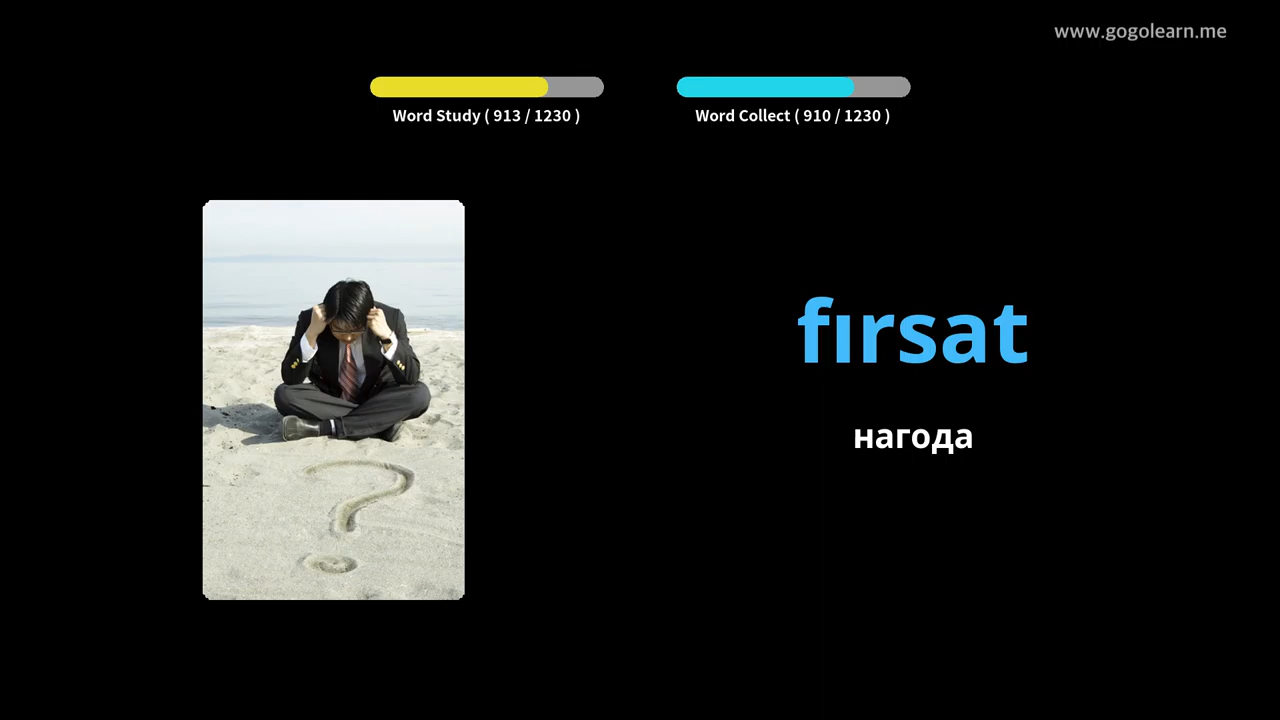 www.gogolearn.me
Word Study ( 913 / 1230 )
Word Collect ( 910 / 1230 )
fırsat
нагода
?